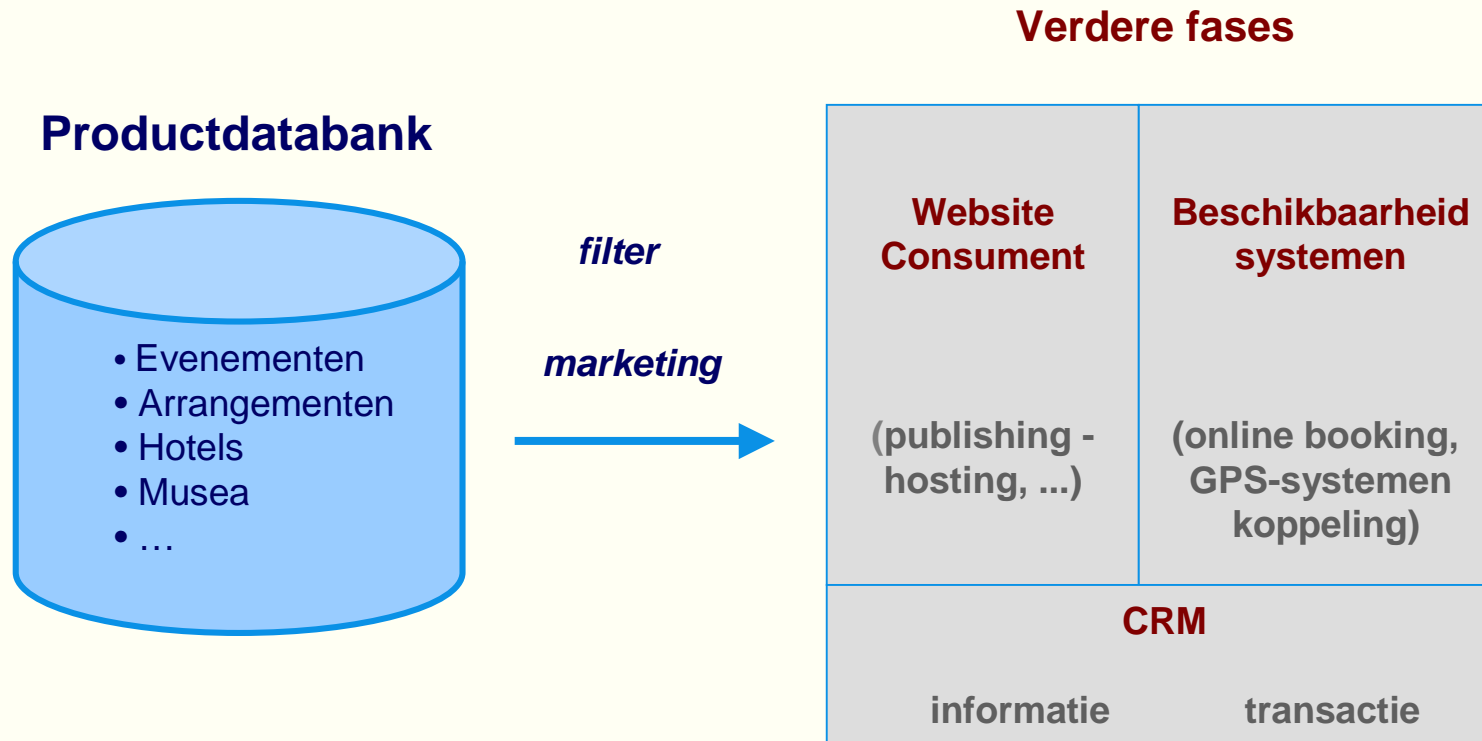 Verdere fases
Productdatabank
• Evenementen
• Arrangementen
• Hotels
• Musea
• …
filter
marketing
Website
Consument
(publishing -
hosting, ...)
Beschikbaarheid
systemen
(online booking,
GPS-systemen
koppeling)
CRM
informatie
transactie